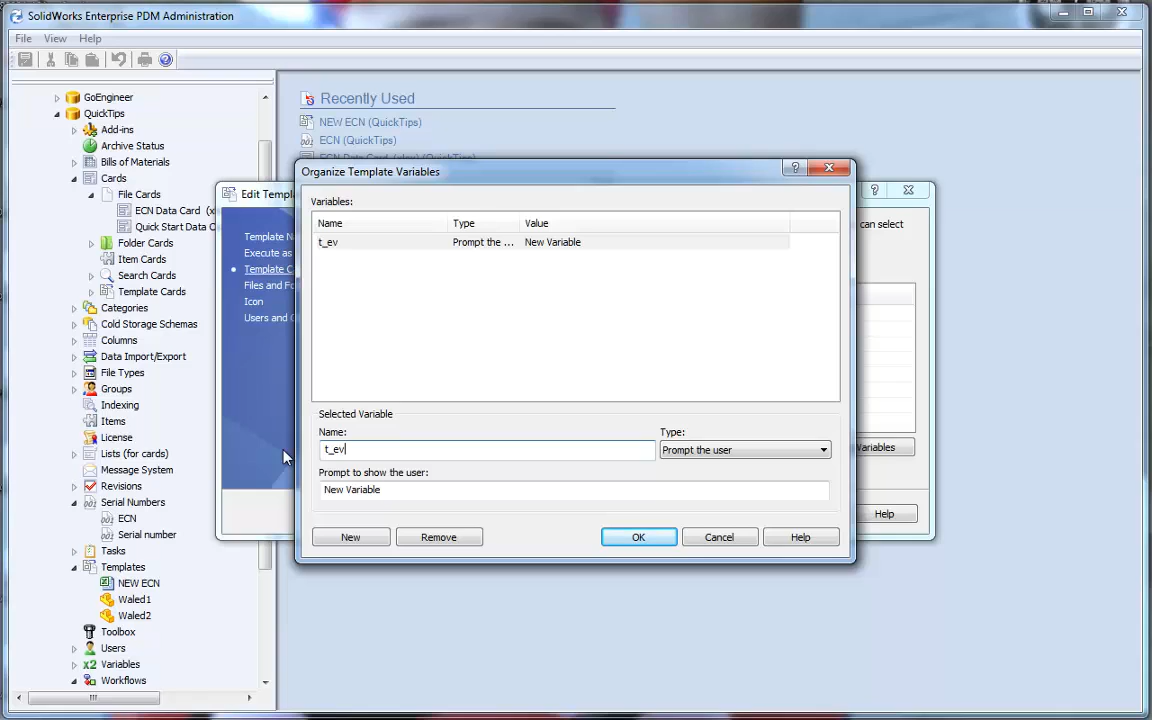 SolidWorks Enterprise PDM Administration
File View Help
GoEngineer
QuickTips
Add-ins
Archive Status
Bills of Materials
Cards
File Cards
ECN Data Card (x
Quick Start Data C
Folder Cards
Item Cards
Search Cards
Template Cards
Categories
Cold Storage Schemas
Columns
Data Import/Export
File Types
Groups
Indexing
Items
License
Lists (for cards)
Message System
Revisions
Serial Numbers
ECN
Serial number
Tasks
Templates
NEW ECN
Waled1
Waled2
Toolbox
Users
Variables
Workflows
Recently Used
NEW ECN (QuickTips)
ECN (QuickTips)
ECN Data Card (xlsx) (QuickTips)
Edit Templ
Template N
Execute as
Template C
Files and Fo
Icon
Users and G
can select
ariables
Help
Organize Template Variables
Variables:
Name Type Value
t_ev Prompt the ... New Variable
Selected Variable
Name: Type:
t_ev Prompt the user
Prompt to show the user:
New Variable
New Remove OK Cancel Help